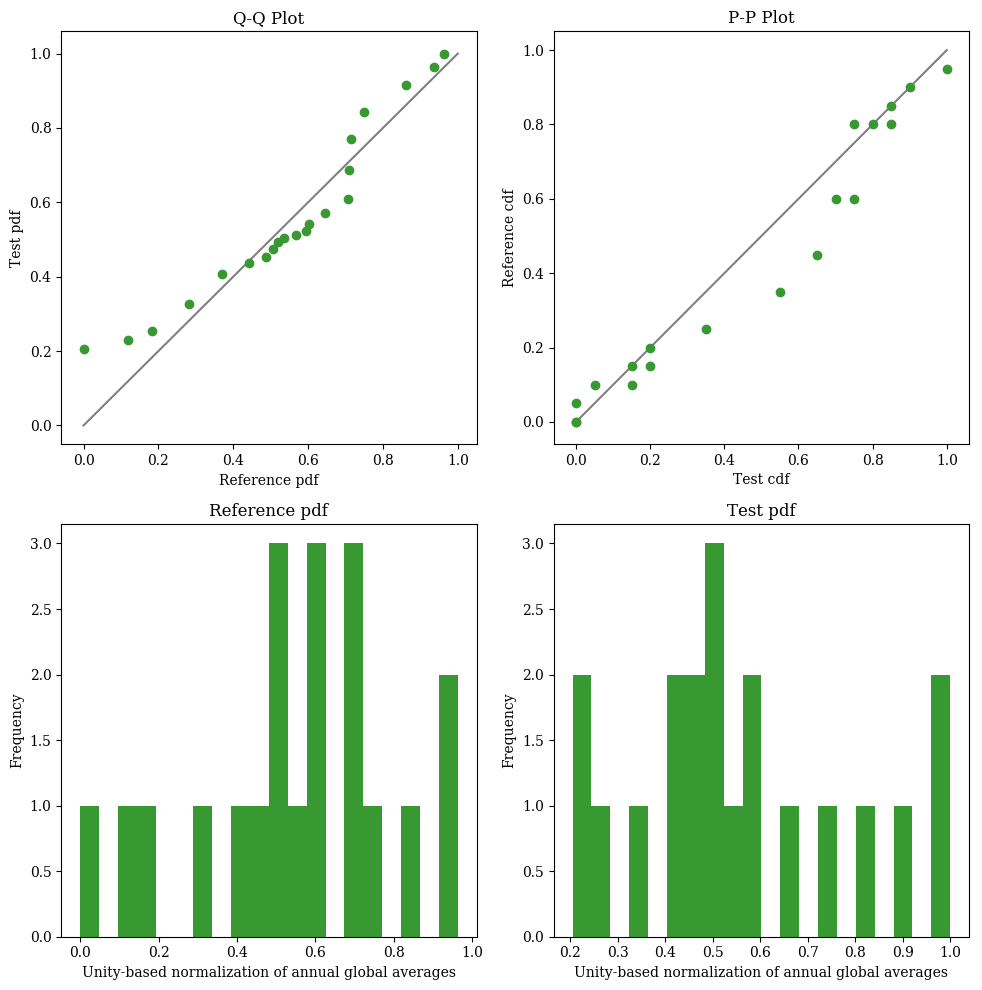 Q-Q Plot
1.0
0.8
0.6
0.4
0.2
0.0
Test pdf
0.0 0.2 0.4 0.6 0.8 1.0
Reference pdf
P-P Plot
1.0
0.8
0.6
0.4
0.2
0.0
Reference cdf
0.0 0.2 0.4 0.6 0.8 1.0
Test cdf
Reference pdf
3.0
2.5
2.0
1.5
1.0
0.5
0.0
Frequency
0.0 0.2 0.4 0.6 0.8 1.0
Unity-based normalization of annual global averages
Test pdf
3.0
2.5
2.0
1.5
1.0
0.5
0.0
Frequency
0.2 0.3 0.4 0.5 0.6 0.7 0.8 0.9 1.0
Unity-based normalization of annual global averages